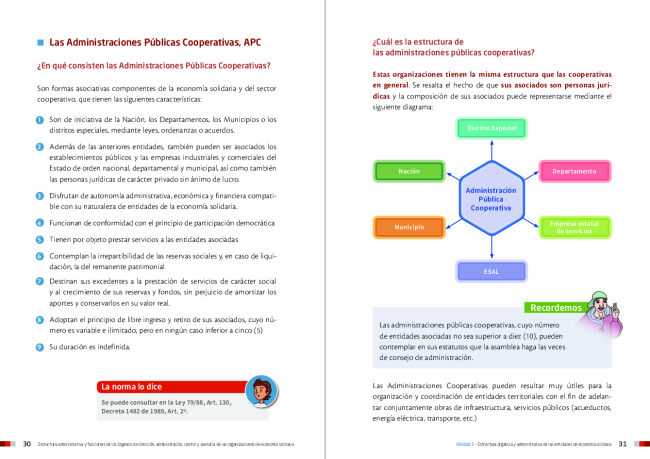 Las Administraciones Públicas Cooperativas, APC
¿En qué consisten las Administraciones Públicas Cooperativas?
Son formas asociativas componentes de la economía solidaria y del sector
cooperativo, que tienen las siguientes características:
1 Son de iniciativa de la Nación, los Departamentos, los Municipios o los
distritos especiales, mediante leyes, ordenanzas o acuerdos.
2 Además de las anteriores entidades, también pueden ser asociados los
establecimientos públicos y las empresas industriales y comerciales del
Estado de orden nacional, departamental y municipal, así como también
las personas jurídicas de carácter privado sin ánimo de lucro.
3 Disfrutan de autonomía administrativa, económica y financiera compati-
ble con su naturaleza de entidades de la economía solidaria.
4 Funcionan de conformidad con el principio de participación democrática
5 Tienen por objeto prestar servicios a las entidades asociadas
6 Contemplan la irrepartibilidad de las reservas sociales y, en caso de liqui-
dación, la del remanente patrimonial
7 Destinan sus excedentes a la prestación de servicios de carácter social
y al crecimiento de sus reservas y fondos, sin perjuicio de amortizar los
aportes y conservarlos en su valor real.
8 Adoptan el principio de libre ingreso y retiro de sus asociados, cuyo nú-
mero es variable e ilimitado, pero en ningún caso inferior a cinco (5)
9 Su duración es indefinida.
La norma lo dice
Se puede consultar en la Ley 79/88, Art. 130,
Decreto 1482 de 1989, Art. 2º.
30 Estructura administrativa y funciones de los órganos de dirección, administración, control y asesoría de las organizaciones de economía solidaria
¿Cuál es la estructura de
las administraciones públicas cooperativas?
Estas organizaciones tienen la misma estructura que las cooperativas
en general. Se resalta el hecho de que sus asociados son personas jurí-
dicas y la composición de sus asociados puede representarse mediante el
siguiente diagrama:
Distrito Especial
Nación
Departamento
Administración
Pública
Cooperativa
Municipio
Empresa estatal
de servicios
ESAL
Recordemos
Las administraciones públicas cooperativas, cuyo número
de entidades asociadas no sea superior a diez (10), pueden
contemplar en sus estatutos que la asamblea haga las veces
de consejo de administración.
Las Administraciones Cooperativas pueden resultar muy útiles para la
organización y coordinación de entidades territoriales con el fin de adelan-
tar conjuntamente obras de infraestructura, servicios públicos (acueductos,
energía eléctrica, transporte, etc.)
Unidad 2 - Estructura orgánica y administrativa de las entidades de economía solidaria 31